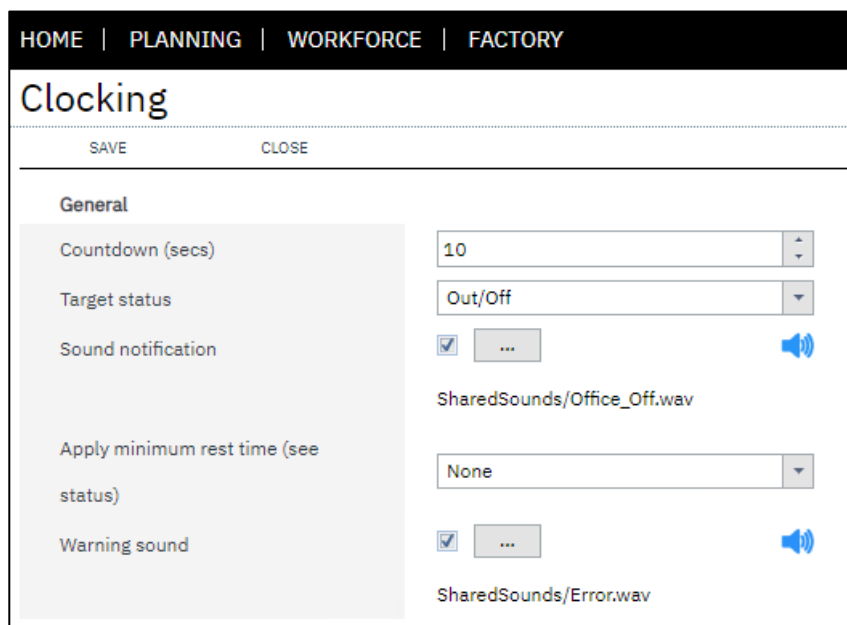 HOME | PLANNING | WORKFORCE | FACTORY
Clocking
SAVE CLOSE
General
Countdown (secs) 10
Target status Out/Off
Sound notification ...
SharedSounds/Office_Off.wav
Apply minimum rest time (see
status) None
Warning sound ...
SharedSounds/Error.wav